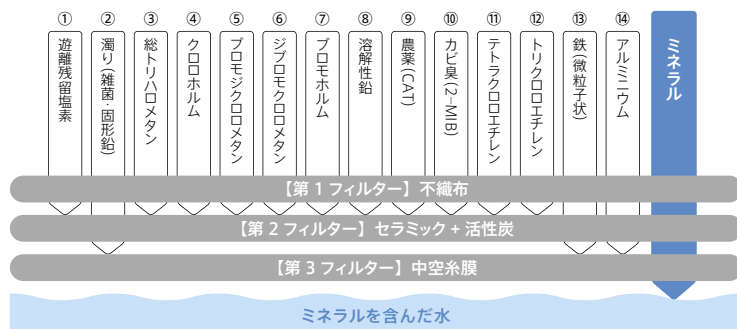 ① ② ③ ④ ⑤ ⑥ ⑦ ⑧ ⑨ ⑩ ⑪ ⑫ ⑬ ⑭
遊離残留塩素
濁り(雑菌・固形鉛)
総トリハロメタン
クロロホルム
ブロモジクロロメタン
ジブロモクロロメタン
ブロモホルム
溶解性鉛
農薬(CAT)
カビ臭(2-MIB)
テトラクロロエチレン
トリクロロエチレン
鉄(微粒子状)
アルミニウム
ミネラル
【第 1 フィルター】不織布
【第 2 フィルター】セラミック + 活性炭
【第 3 フィルター】中空糸膜
ミネラルを含んだ水